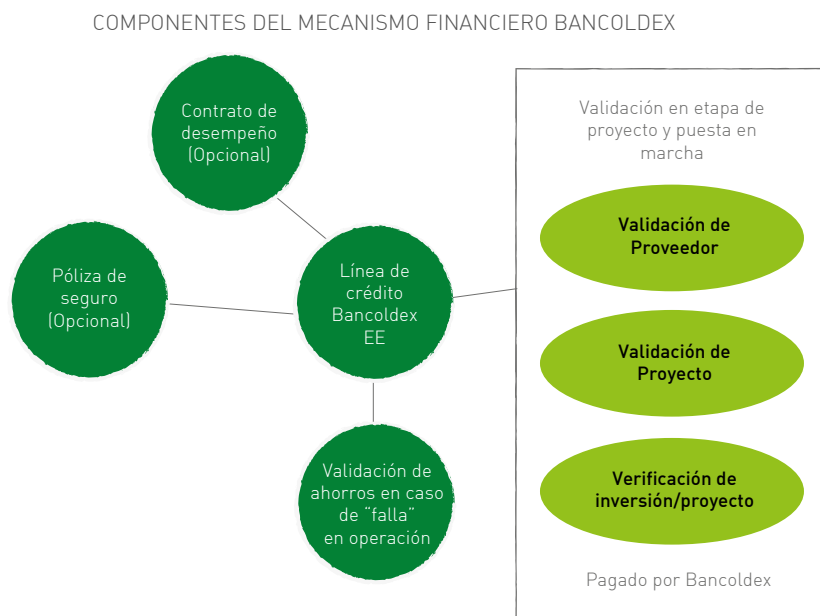 COMPONENTES DEL MECANISMO FINANCIERO BANCOLDEX
Contrato de
desempeño
(Opcional)
Póliza de
seguro
(Opcional)
Línea de
crédito
Bancoldex
EE
Validación de
ahorros en caso
de “falla”
en operación
Validación en etapa de
proyecto y puesta en
marcha
Validación de
Proveedor
Validación de
Proyecto
Verificación de
inversión/proyecto
Pagado por Bancoldex